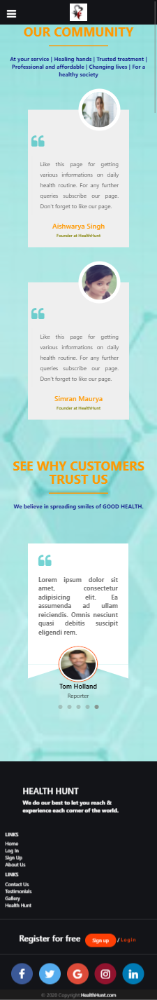 OUR COMMUNITY
At your service | Healing hands | Trusted treatment |
Professional and affordable | Changing lives | For a
healthy society
Like this page for getting
various informations on daily
health routine. For any further
queries subscribe our page.
Don't forget to like our page.
Aishwarya Singh
Founder at HealthHunt
Like this page for getting
various informations on daily
health routine. For any further
queries subscribe our page.
Don't forget to like our page.
Simran Maurya
Founder at HealthHunt
SEE WHY CUSTOMERS
TRUST US
We believe in spreading smiles of GOOD HEALTH.
Lorem ipsum dolor sit
amet, consectetur
adipisicing elit. Ea
assumenda ad ullam
reiciendis. Omnis nesciunt
quasi debitis suscipit
eligendi rem.
Tom Holland
Reporter
HEALTH HUNT
We do our best to let you reach &
experience each corner of the world.
LINKS
Home
Log In
Sign Up
About Us
LINKS
Contact Us
Testimonials
Gallery
Health Hunt
Register for free Sign up / Login
© 2020 Copyright HealthHunt.com